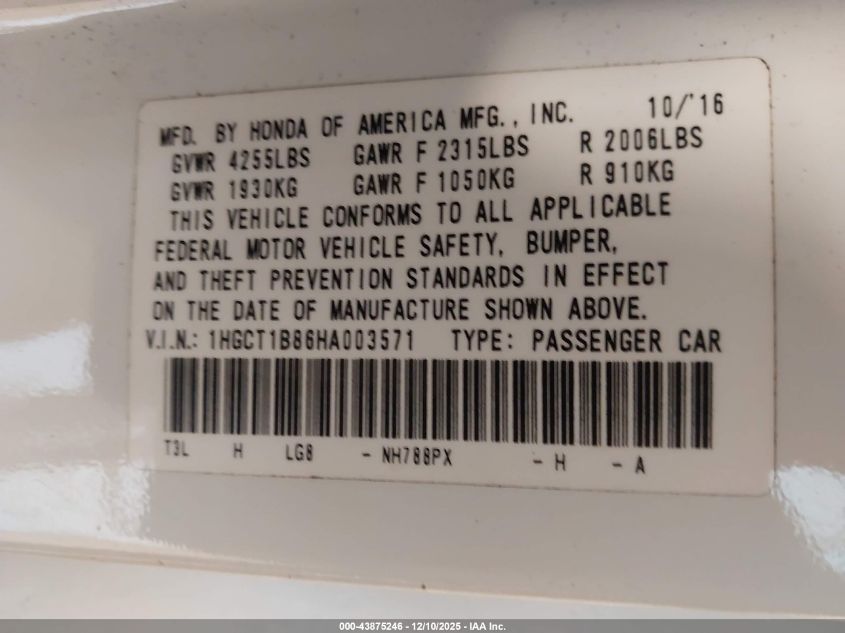 MFD. BY HONDA OF AMERICA MFG., INC. 10/'16
GVWR 4255LBS GAWR F 2315LBS R 2006LBS
GVWR 1930KG GAWR F 1050KG R 910KG
THIS VEHICLE CONFORMS TO ALL APPLICABLE
FEDERAL MOTOR VEHICLE SAFETY, BUMPER,
AND THEFT PREVENTION STANDARDS IN EFFECT
ON THE DATE OF MANUFACTURE SHOWN ABOVE.
V.I.N.: 1HGCT1B86HA003571 TYPE: PASSENGER CAR
T3L H LG8 - NH788PX - H - A
000-43875246 - 12/10/2025 - IAA Inc.